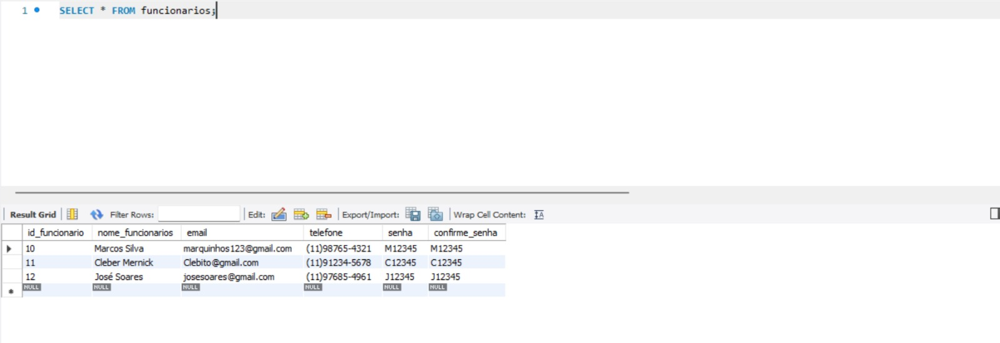 1 SELECT * FROM funcionarios;
Result Grid Filter Rows: Edit: Export/Import: Wrap Cell Content:
id_funcionario nome_funcionarios email telefone senha confirme_senha
10 Marcos Silva marquinhos123@gmail.com (11)98765-4321 M12345 M12345
11 Cleber Mernick Clebito@gmail.com (11)91234-5678 C12345 C12345
12 José Soares josesoares@gmail.com (11)97685-4961 J12345 J12345
NULL NULL NULL NULL NULL NULL